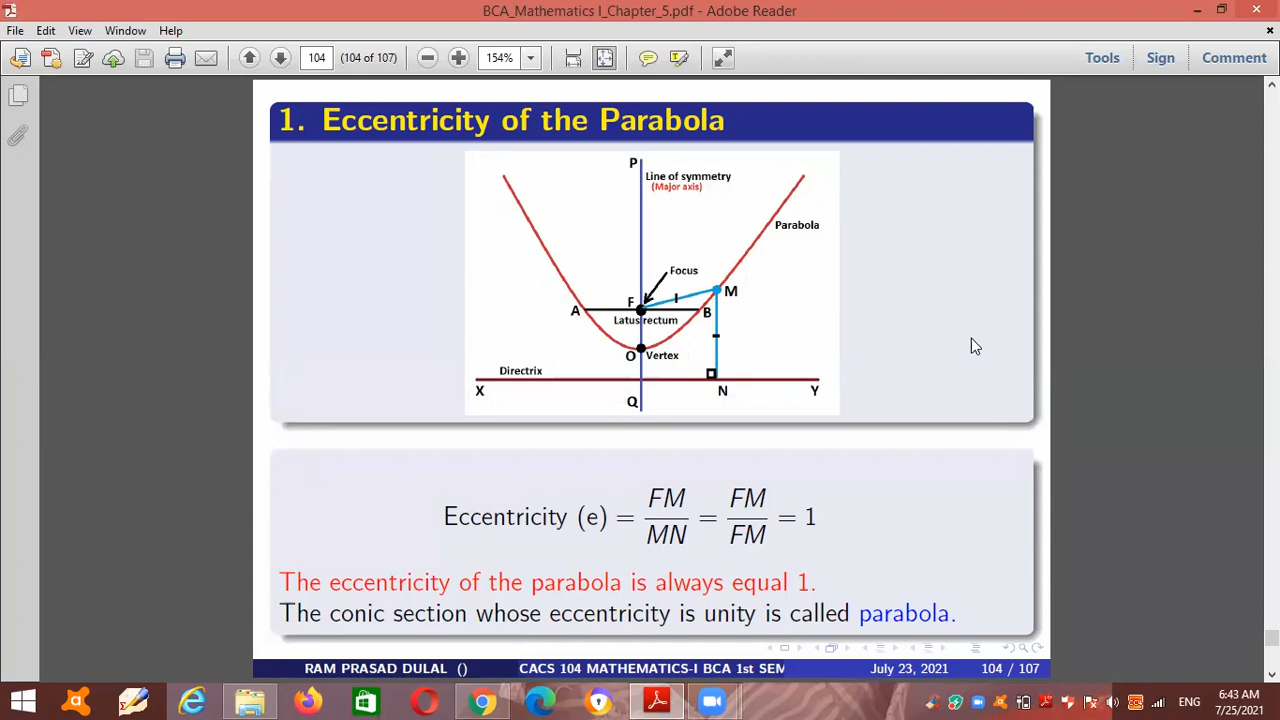 BCA_Mathematics I_Chapter_5.pdf - Adobe Reader
File Edit View Window Help
104 (104 of 107) 154% Tools Sign Comment
1. Eccentricity of the Parabola
P
Line of symmetry
(Major axis)
Parabola
Focus
F I M
A B
Latus rectum
O Vertex
Directrix
X N Y
Q
Eccentricity (e) = FM/MN = FM/FM = 1
The eccentricity of the parabola is always equal 1.
The conic section whose eccentricity is unity is called parabola.
RAM PRASAD DULAL () CACS 104 MATHEMATICS-I BCA 1st SEM July 23, 2021 104 / 107
ENG 6:43 AM
7/25/2021